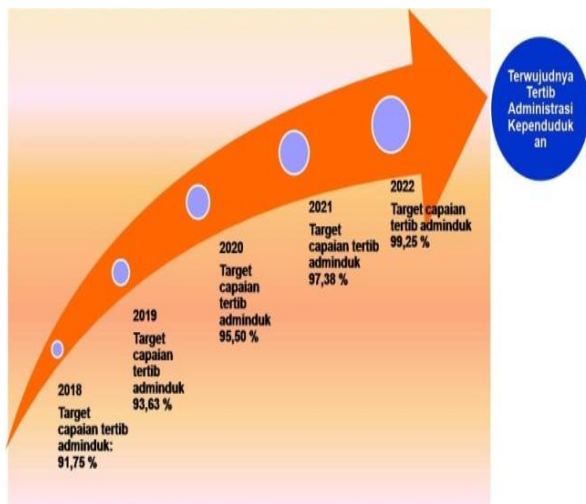 2018
Target
capaian tertib
adminduk:
91,75 %
2019
Target
capaian
tertib
adminduk
93,63 %
2020
Target
capaian
tertib
adminduk
95,50 %
2021
Target
capaian tertib
adminduk
97,38 %
2022
Target capaian
tertib adminduk
99,25 %
Terwujudnya
Tertib
Administrasi
Kependuduk
an